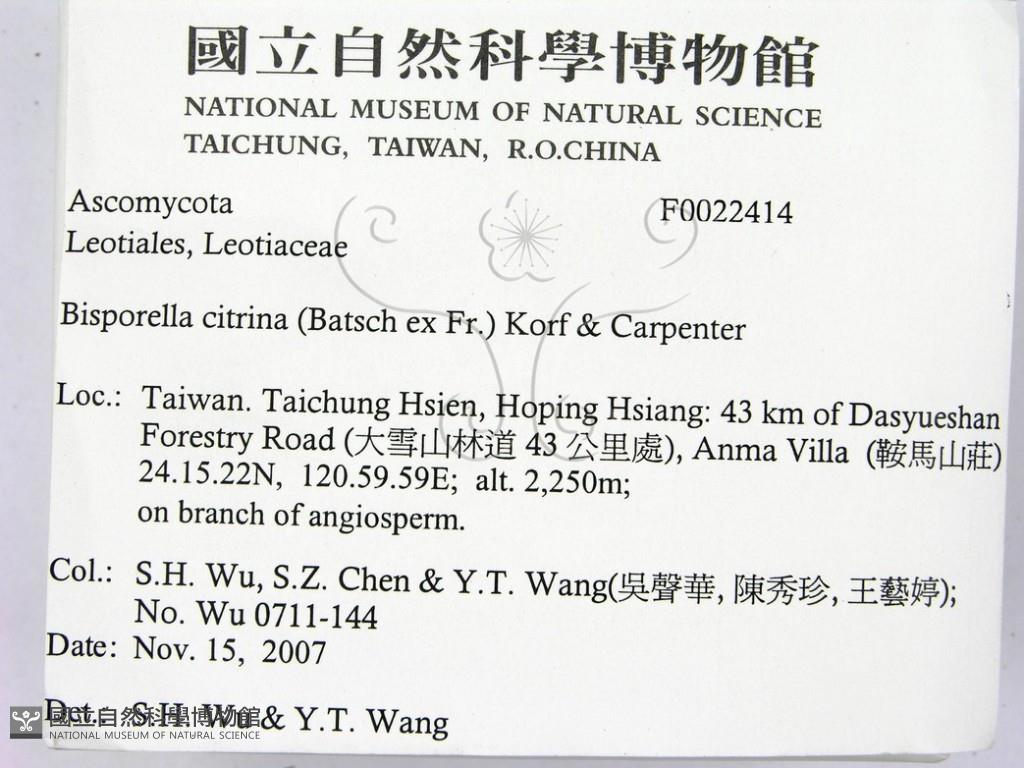 國立自然科學博物館
NATIONAL MUSEUM OF NATURAL SCIENCE
TAICHUNG, TAIWAN, R.O.CHINA
Ascomycota F0022414
Leotiales, Leotiaceae
Bisporella citrina (Batsch ex Fr.) Korf & Carpenter
Loc.: Taiwan. Taichung Hsien, Hoping Hsiang: 43 km of Dasyueshan
Forestry Road (大雪山林道 43 公里處), Anma Villa (鞍馬山莊)
24.15.22N, 120.59.59E; alt. 2,250m;
on branch of angiosperm.
Col.: S.H. Wu, S.Z. Chen & Y.T. Wang(吳聲華, 陳秀珍, 王藝婷);
No. Wu 0711-144
Date: Nov. 15, 2007
Det.: S.H. Wu & Y.T. Wang
國立自然科學博物館
NATIONAL MUSEUM OF NATURAL SCIENCE